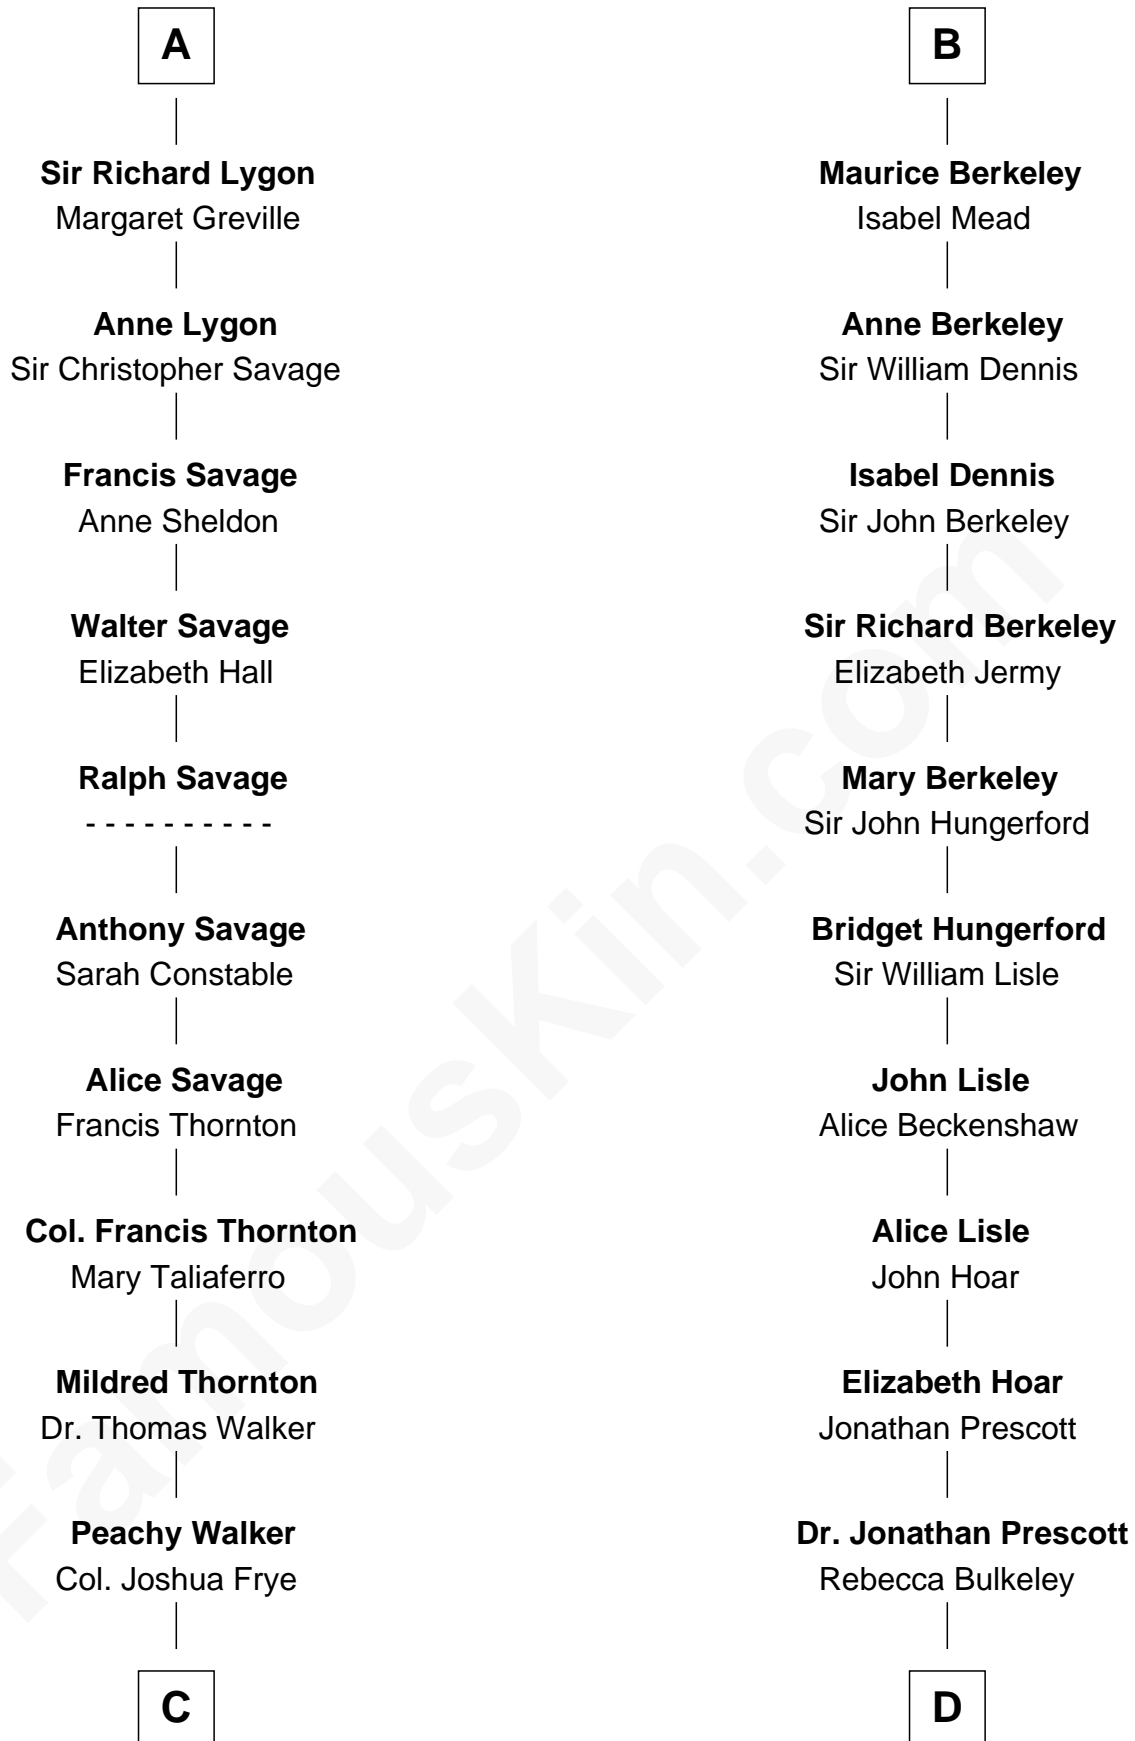 A
Sir Richard Lygon
Margaret Greville
Anne Lygon
Sir Christopher Savage
Francis Savage
Anne Sheldon
Walter Savage
Elizabeth Hall
Ralph Savage
- - - - - - - - - -
Anthony Savage
Sarah Constable
Alice Savage
Francis Thornton
Col. Francis Thornton
Mary Taliaferro
Mildred Thornton
Dr. Thomas Walker
Peachy Walker
Col. Joshua Frye
C
B
Maurice Berkeley
Isabel Mead
Anne Berkeley
Sir William Dennis
Isabel Dennis
Sir John Berkeley
Sir Richard Berkeley
Elizabeth Jermy
Mary Berkeley
Sir John Hungerford
Bridget Hungerford
Sir William Lisle
John Lisle
Alice Beckenshaw
Alice Lisle
John Hoar
Elizabeth Hoar
Jonathan Prescott
Dr. Jonathan Prescott
Rebecca Bulkeley
D
FamousKin.com